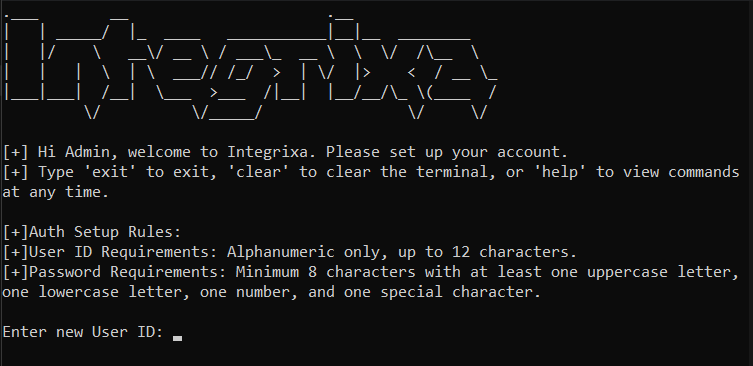 Integrixa
[+] Hi Admin, welcome to Integrixa. Please set up your account.
[+] Type 'exit' to exit, 'clear' to clear the terminal, or 'help' to view commands
at any time.
[+]Auth Setup Rules:
[+]User ID Requirements: Alphanumeric only, up to 12 characters.
[+]Password Requirements: Minimum 8 characters with at least one uppercase letter,
one lowercase letter, one number, and one special character.
Enter new User ID: